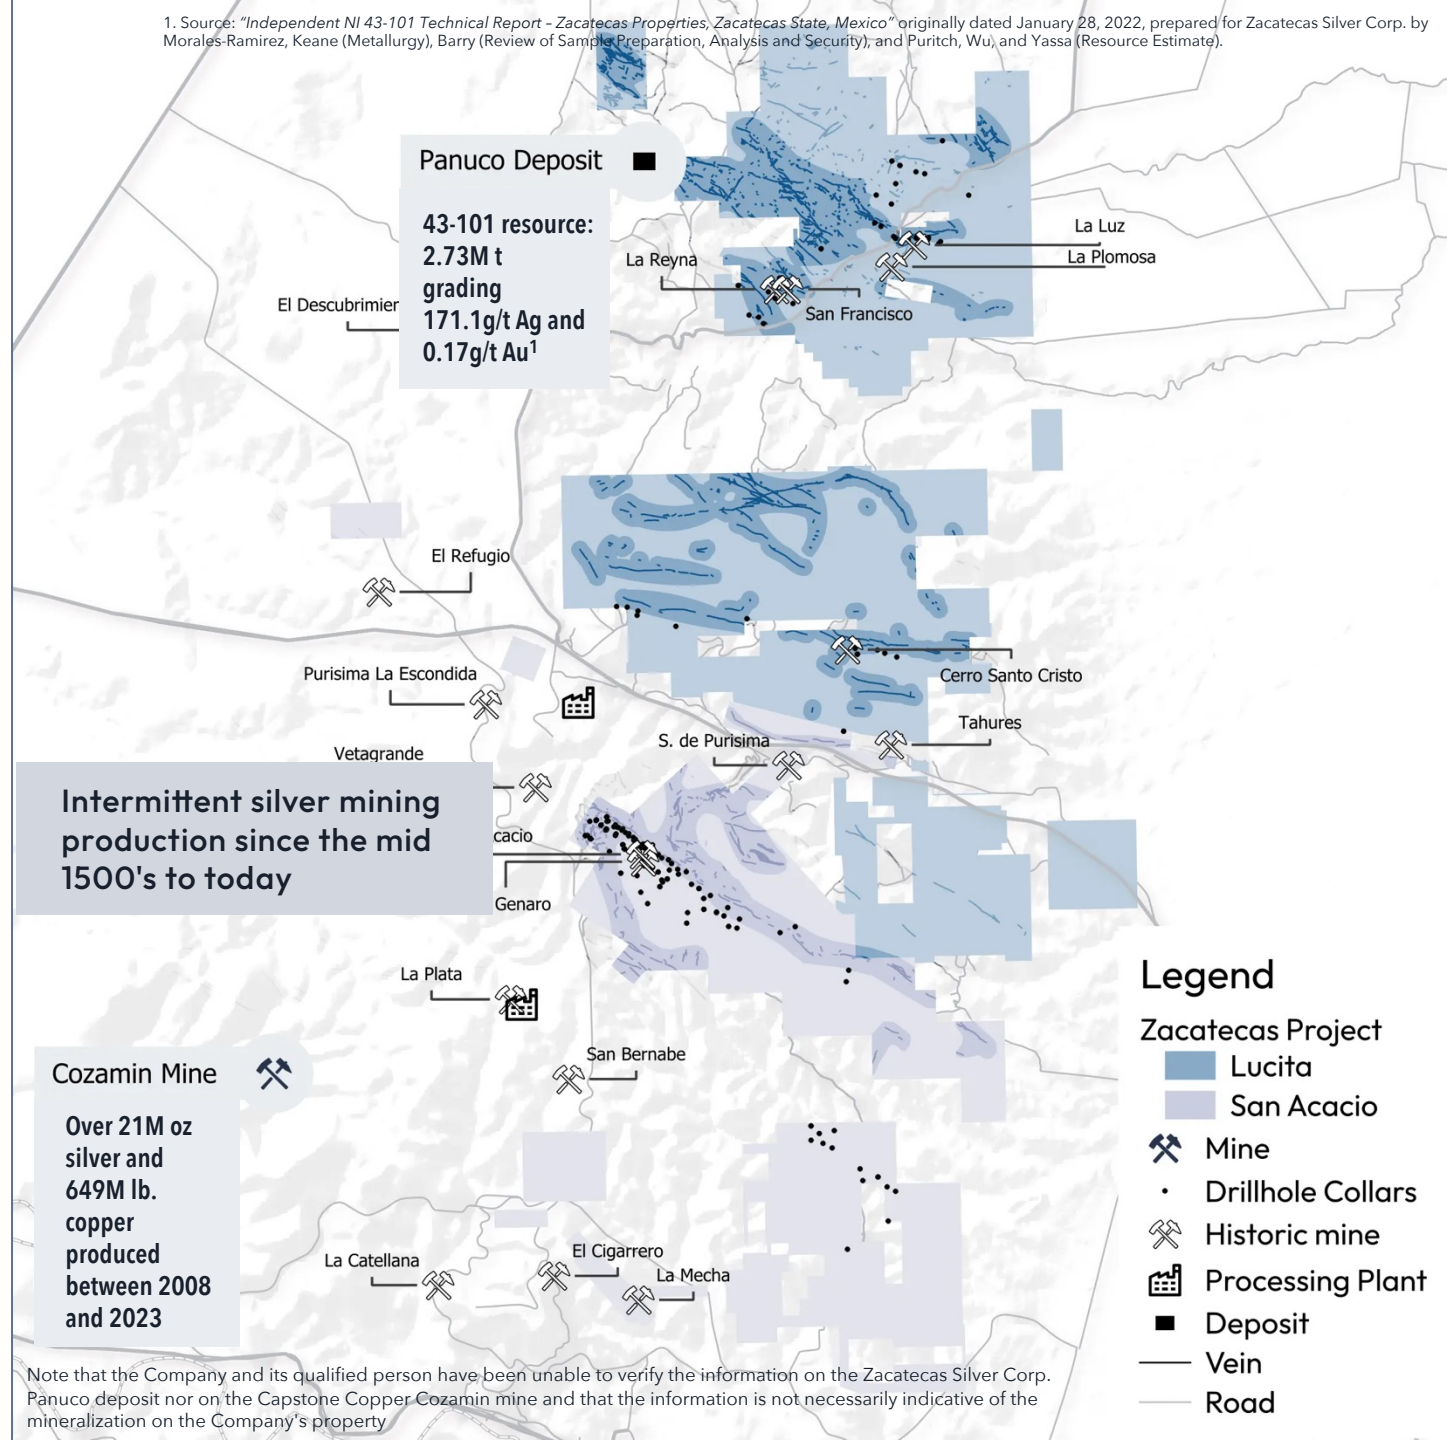 1. Source: “Independent NI 43-101 Technical Report – Zacatecas Properties, Zacatecas State, Mexico” originally dated January 28, 2022, prepared for Zacatecas Silver Corp. by
Morales-Ramirez, Keane (Metallurgy), Barry (Review of Sample Preparation, Analysis and Security), and Puritch, Wu, and Yassa (Resource Estimate).
Panuco Deposit
43-101 resource:
2.73M t
grading
171.1g/t Ag and
0.17g/t Au1
La Luz
La Plomosa
La Reyna
San Francisco
El Descubrimier
El Refugio
Purisima La Escondida
Cerro Santo Cristo
Tahures
S. de Purisima
Vetagrande
Intermittent silver mining
production since the mid
1500's to today
cacio
Genaro
La Plata
San Bernabe
Cozamin Mine
Over 21M oz
silver and
649M lb.
copper
produced
between 2008
and 2023
La Catellana
El Cigarrero
La Mecha
Legend
Zacatecas Project
Lucita
San Acacio
Mine
Drillhole Collars
Historic mine
Processing Plant
Deposit
Vein
Road
Note that the Company and its qualified person have been unable to verify the information on the Zacatecas Silver Corp.
Panuco deposit nor on the Capstone Copper Cozamin mine and that the information is not necessarily indicative of the
mineralization on the Company's property